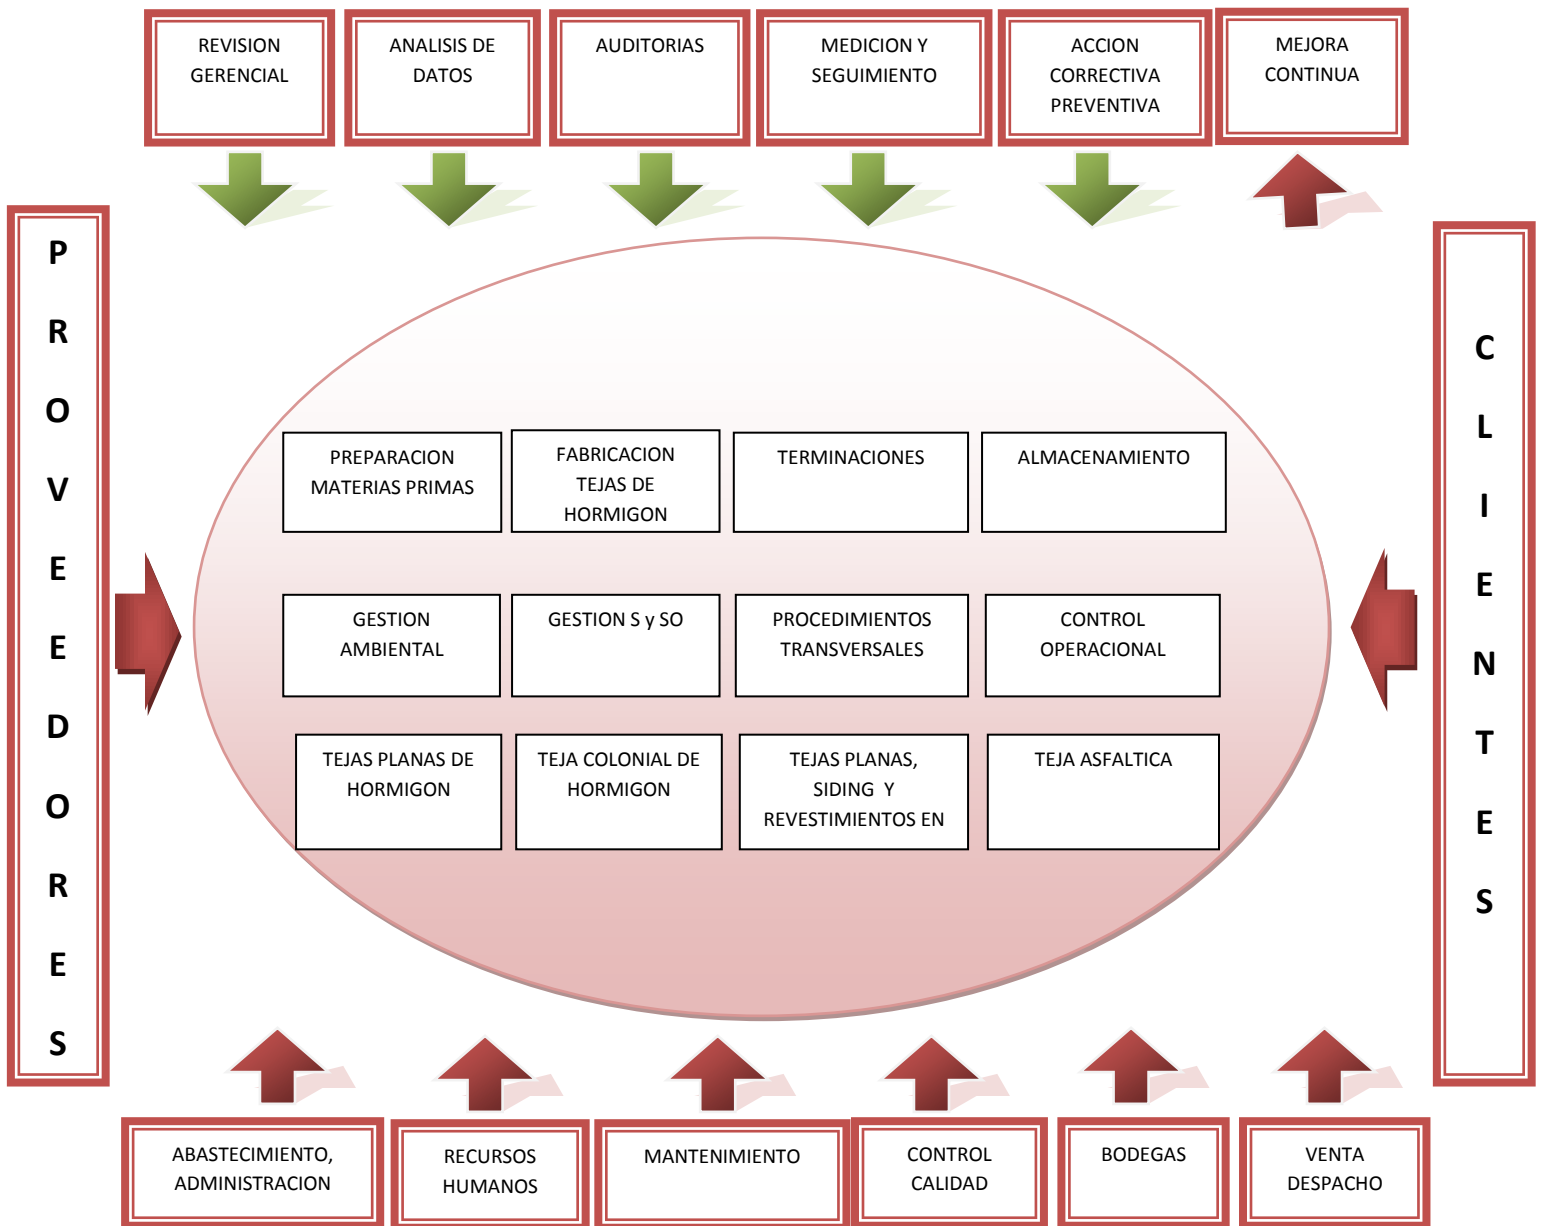 REVISION
GERENCIAL
ANALISIS DE
DATOS
AUDITORIAS
MEDICION Y
SEGUIMIENTO
ACCION
CORRECTIVA
PREVENTIVA
MEJORA
CONTINUA
P
R
O
V
E
E
D
O
R
E
S
PREPARACION
MATERIAS PRIMAS
FABRICACION
TEJAS DE
HORMIGON
TERMINACIONES
ALMACENAMIENTO
GESTION
AMBIENTAL
GESTION S y SO
PROCEDIMIENTOS
TRANSVERSALES
CONTROL
OPERACIONAL
TEJAS PLANAS DE
HORMIGON
TEJA COLONIAL DE
HORMIGON
TEJAS PLANAS,
SIDING Y
REVESTIMIENTOS EN
TEJA ASFALTICA
C
L
I
E
N
T
E
S
ABASTECIMIENTO,
ADMINISTRACION
RECURSOS
HUMANOS
MANTENIMIENTO
CONTROL
CALIDAD
BODEGAS
VENTA
DESPACHO